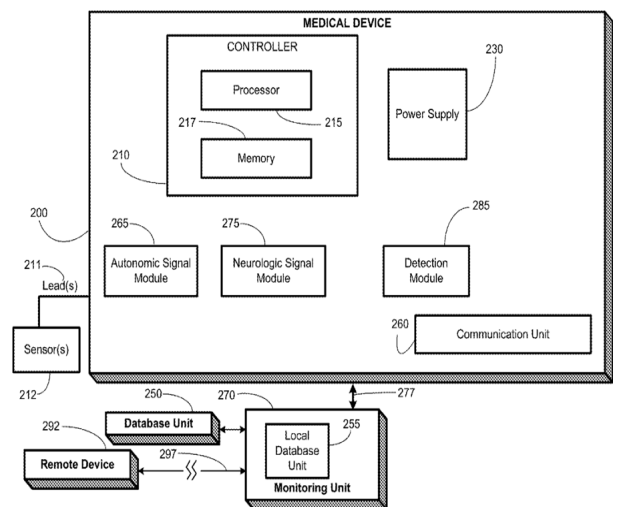 MEDICAL DEVICE
CONTROLLER
230
Processor
217
215
Power Supply
Memory
210
200
265
275
285
211
Autonomic Signal
Module
Neurologic Signal
Module
Detection
Module
Lead(s)
260
Communication Unit
Sensor(s)
212
250
270
277
292
Database Unit
255
Local
Database
Unit
Remote Device
297
Monitoring Unit